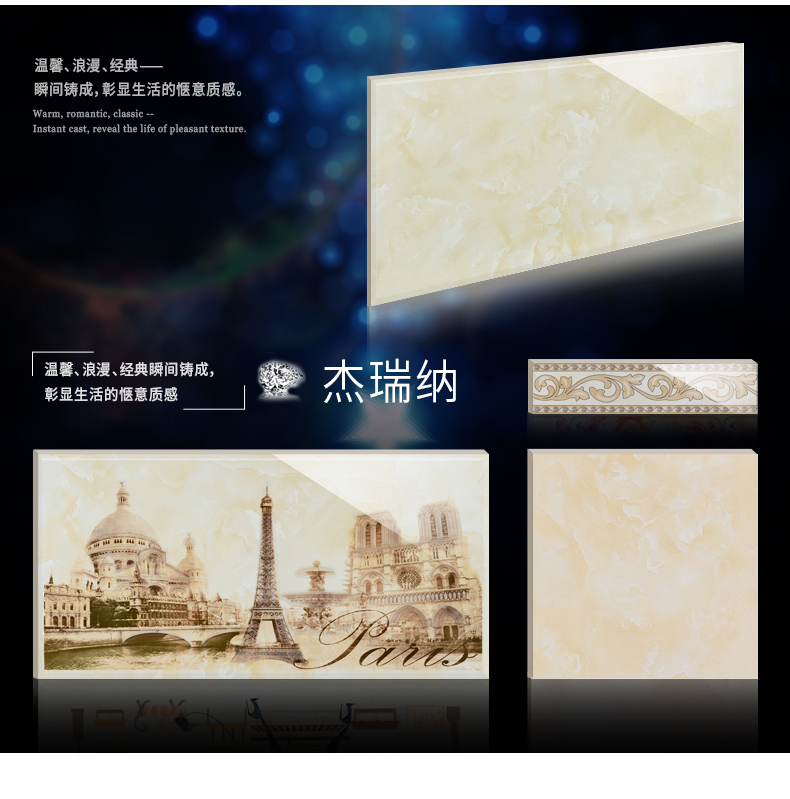 温馨、浪漫、经典——
瞬间铸成,彰显生活的惬意质感。
Warm, romantic, classic --
Instant cast, reveal the life of pleasant texture.
温馨、浪漫、经典瞬间铸成,
彰显生活的惬意质感
杰瑞纳
Paris